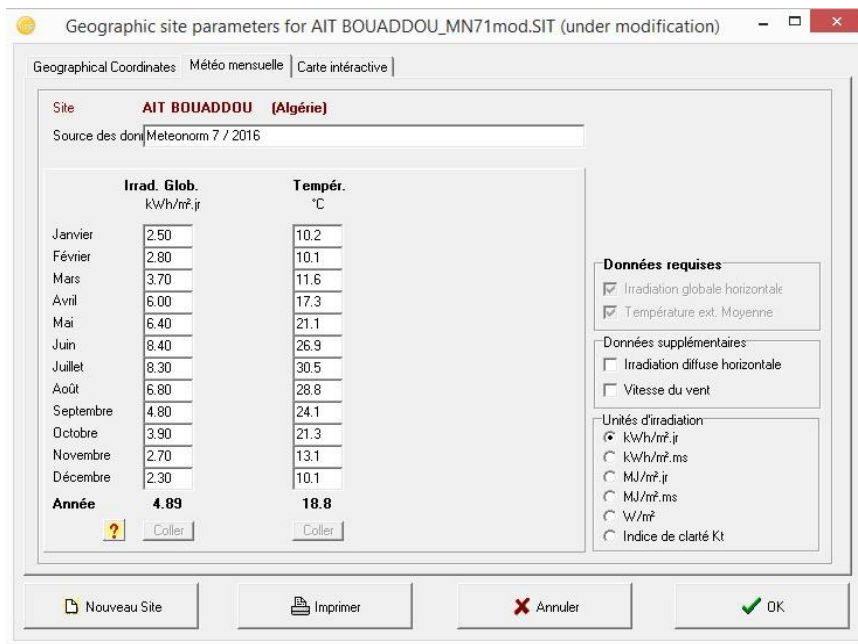 Geographic site parameters for AIT BOUADDOU_MN71mod.SIT (under modification)
Geographical Coordinates Météo mensuelle Carte intéractive
Site AIT BOUADDOU (Algérie)
Source des donn Meteonorm 7 / 2016
Irrad. Glob. Tempér.
kWh/m².jr °C
Janvier 2.50 10.2
Février 2.80 10.1
Mars 3.70 11.6
Avril 6.00 17.3
Mai 6.40 21.1
Juin 8.40 26.9
Juillet 8.30 30.5
Août 6.80 28.8
Septembre 4.80 24.1
Octobre 3.90 21.3
Novembre 2.70 13.1
Décembre 2.30 10.1
Année 4.89 18.8
? Coller Coller
Données requises
Irradiation globale horizontale
Température ext. Moyenne
Données supplémentaires
Irradiation diffuse horizontale
Vitesse du vent
Unités d'irradiation
kWh/m².jr
kWh/m².ms
MJ/m².jr
MJ/m².ms
W/m²
Indice de clarté Kt
Nouveau Site Imprimer Annuler OK